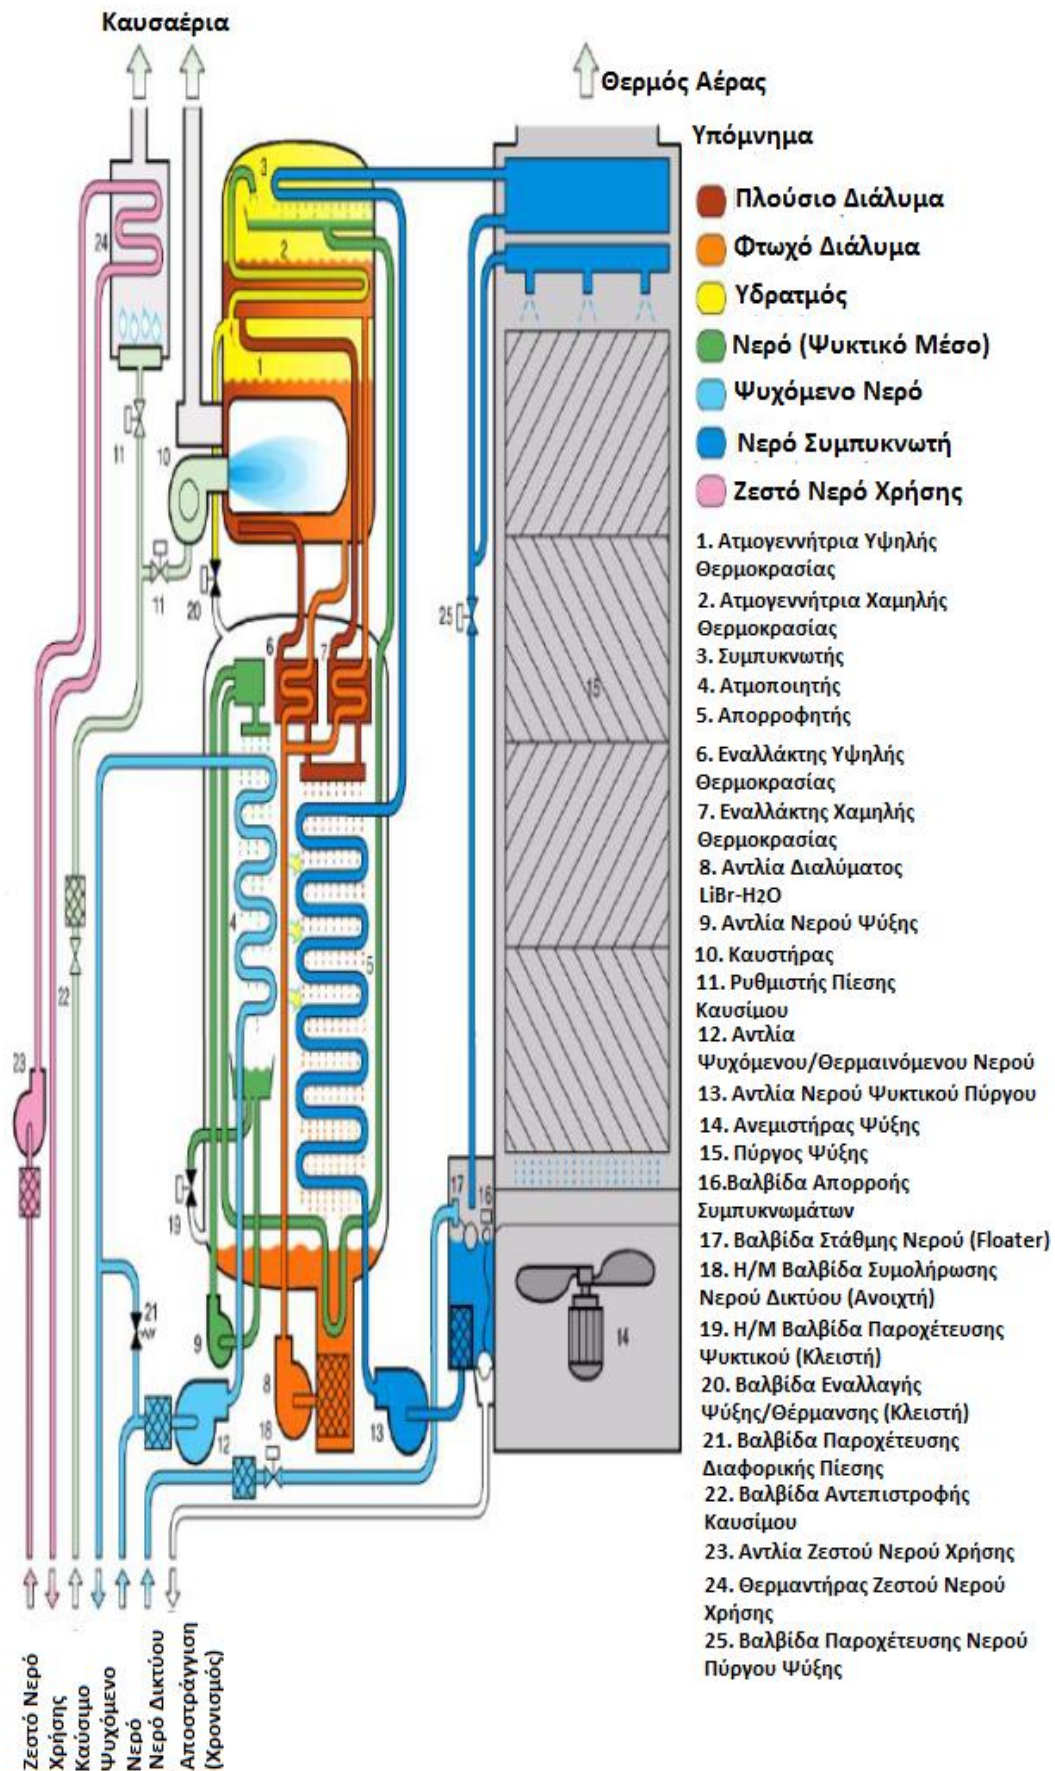 Καυσαέρια
Θερμός Αέρας
Υπόμνημα
Πλούσιο Διάλυμα
Φτωχό Διάλυμα
Υδρατμός
Νερό (Ψυκτικό Μέσο)
Ψυχόμενο Νερό
Νερό Συμπυκνωτή
Ζεστό Νερό Χρήσης
1. Ατμογεννήτρια Υψηλής
Θερμοκρασίας
2. Ατμογεννήτρια Χαμηλής
Θερμοκρασίας
3. Συμπυκνωτής
4. Ατμοποιητής
5. Απορροφητής
6. Εναλλάκτης Υψηλής
Θερμοκρασίας
7. Εναλλάκτης Χαμηλής
Θερμοκρασίας
8. Αντλία Διαλύματος
LiBr-H2O
9. Αντλία Νερού Ψύξης
10. Καυστήρας
11. Ρυθμιστής Πίεσης
Καυσίμου
12. Αντλία
Ψυχόμενου/Θερμαινόμενου Νερού
13. Αντλία Νερού Ψυκτικού Πύργου
14. Ανεμιστήρας Ψύξης
15. Πύργος Ψύξης
16.Βαλβίδα Απορροής
Συμπυκνωμάτων
17. Βαλβίδα Στάθμης Νερού (Floater)
18. Η/Μ Βαλβίδα Συμολήρωσης
Νερού Δικτύου (Ανοιχτή)
19. Η/Μ Βαλβίδα Παροχέτευσης
Ψυκτικού (Κλειστή)
20. Βαλβίδα Εναλλαγής
Ψύξης/Θέρμανσης (Κλειστή)
21. Βαλβίδα Παροχέτευσης
Διαφορικής Πίεσης
22. Βαλβίδα Αντεπιστροφής
Καυσίμου
23. Αντλία Ζεστού Νερού Χρήσης
24. Θερμαντήρας Ζεστού Νερού
Χρήσης
25. Βαλβίδα Παροχέτευσης Νερού
Πύργου Ψύξης
3
24
2
1
11
10
11
20
25
6
7
15
4
5
22
23
17
16
19
21
9
8
14
13
12
18
Ζεστό Νερό
Χρήσης
Καύσιμο
Ψυχόμενο
Νερό
Νερό Δικτύου
Αποστράγγιση
(Χρονισμός)